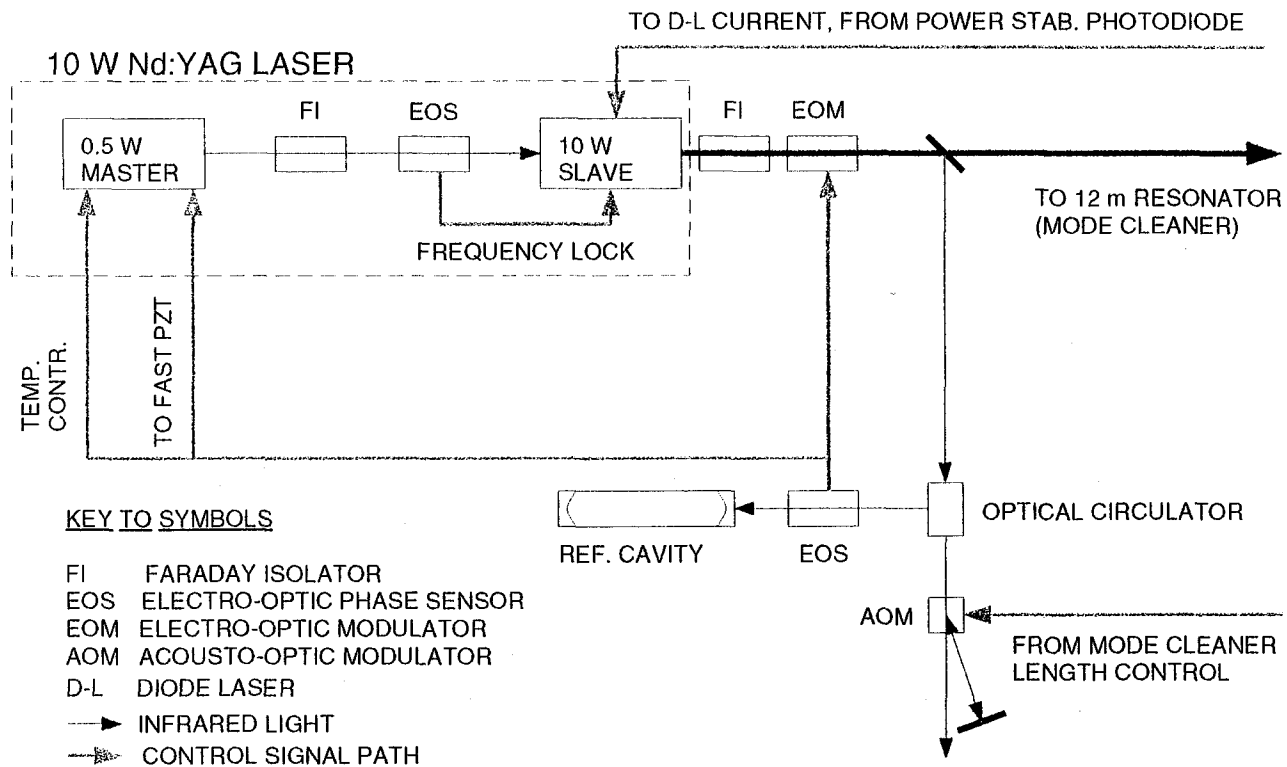 TO D-L CURRENT, FROM POWER STAB. PHOTODIODE
10 W Nd:YAG LASER
FI
EOS
FI
EOM
0.5 W
MASTER
10 W
SLAVE
TO 12 m RESONATOR
(MODE CLEANER)
FREQUENCY LOCK
TEMP.
CONTR.
TO FAST PZT
REF. CAVITY
EOS
OPTICAL CIRCULATOR
AOM
FROM MODE CLEANER
LENGTH CONTROL
KEY TO SYMBOLS
FI FARADAY ISOLATOR
EOS ELECTRO-OPTIC PHASE SENSOR
EOM ELECTRO-OPTIC MODULATOR
AOM ACOUSTO-OPTIC MODULATOR
D-L DIODE LASER
INFRARED LIGHT
CONTROL SIGNAL PATH